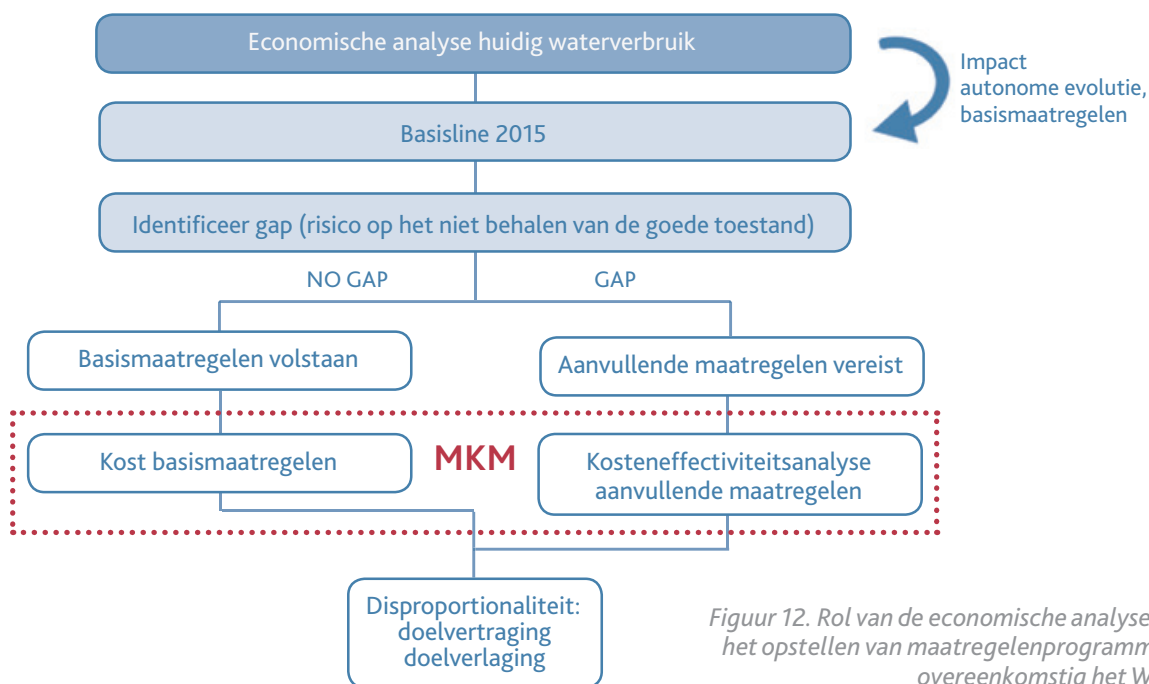 Economische analyse huidig waterverbruik
Impact
autonome evolutie,
basismaatregelen
Basisline 2015
Identificeer gap (risico op het niet behalen van de goede toestand)
NO GAP
GAP
Basismaatregelen volstaan
Aanvullende maatregelen vereist
Kost basismaatregelen
MKM
Kosteneffectiviteitsanalyse
aanvullende maatregelen
Disproportionaliteit:
doelvertraging
doelverlaging
Figuur 12. Rol van de economische analyse
het opstellen van maatregelenprogramm
overeenkomstig het W